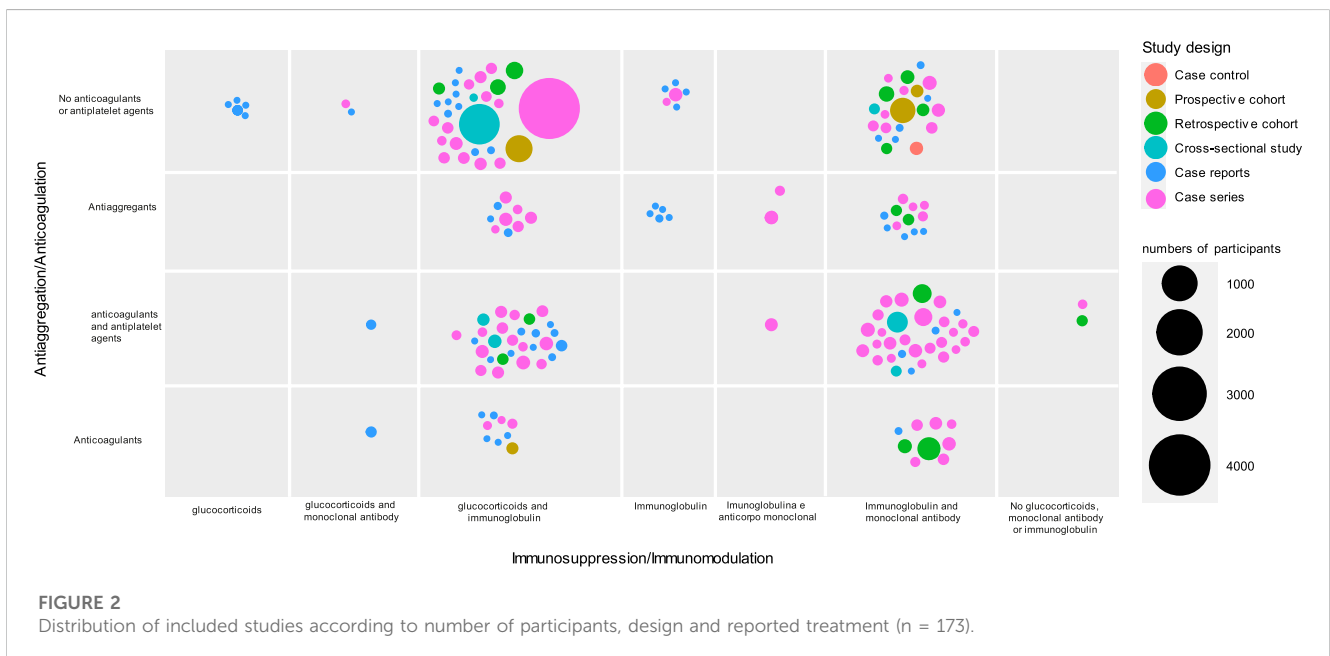 Study design
Case control
Prospective cohort
Retrospective cohort
Cross-sectional study
Case reports
Case series
numbers of participants
1000
2000
3000
4000
Antiaggregation/Anticoagulation
No anticoagulants
or antiplatelet agents
Antiaggregants
anticoagulants
and antiplatelet
agents
Anticoagulants
glucocorticoids
glucocorticoids and
monoclonal antibody
glucocorticoids and
immunoglubulin
Immunoglobulin
Imunoglobulina e
anticorpo monoclonal
Immunoglobulin and
monoclonal antibody
No glucocorticoids,
monoclonal antibody
or immunoglobulin
Immunosuppression/Immunomodulation
FIGURE 2
Distribution of included studies according to number of participants, design and reported treatment (n = 173).